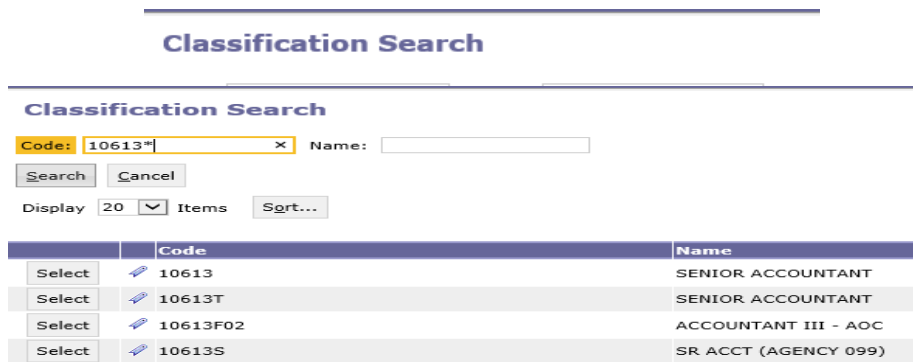 Classification Search
Classification Search
Code: 10613* × Name:
Search Cancel
Display 20 Items Sort...
Code Name
Select 10613 SENIOR ACCOUNTANT
Select 10613T SENIOR ACCOUNTANT
Select 10613F02 ACCOUNTANT III - AOC
Select 10613S SR ACCT (AGENCY 099)